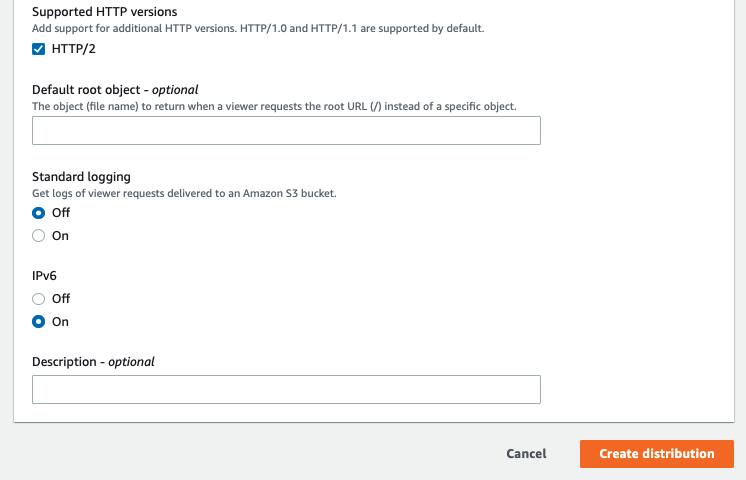 Supported HTTP versions
Add support for additional HTTP versions. HTTP/1.0 and HTTP/1.1 are supported by default.
HTTP/2
Default root object - optional
The object (file name) to return when a viewer requests the root URL (/) instead of a specific object.
Standard logging
Get logs of viewer requests delivered to an Amazon S3 bucket.
Off
On
IPv6
Off
On
Description - optional
Cancel Create distribution